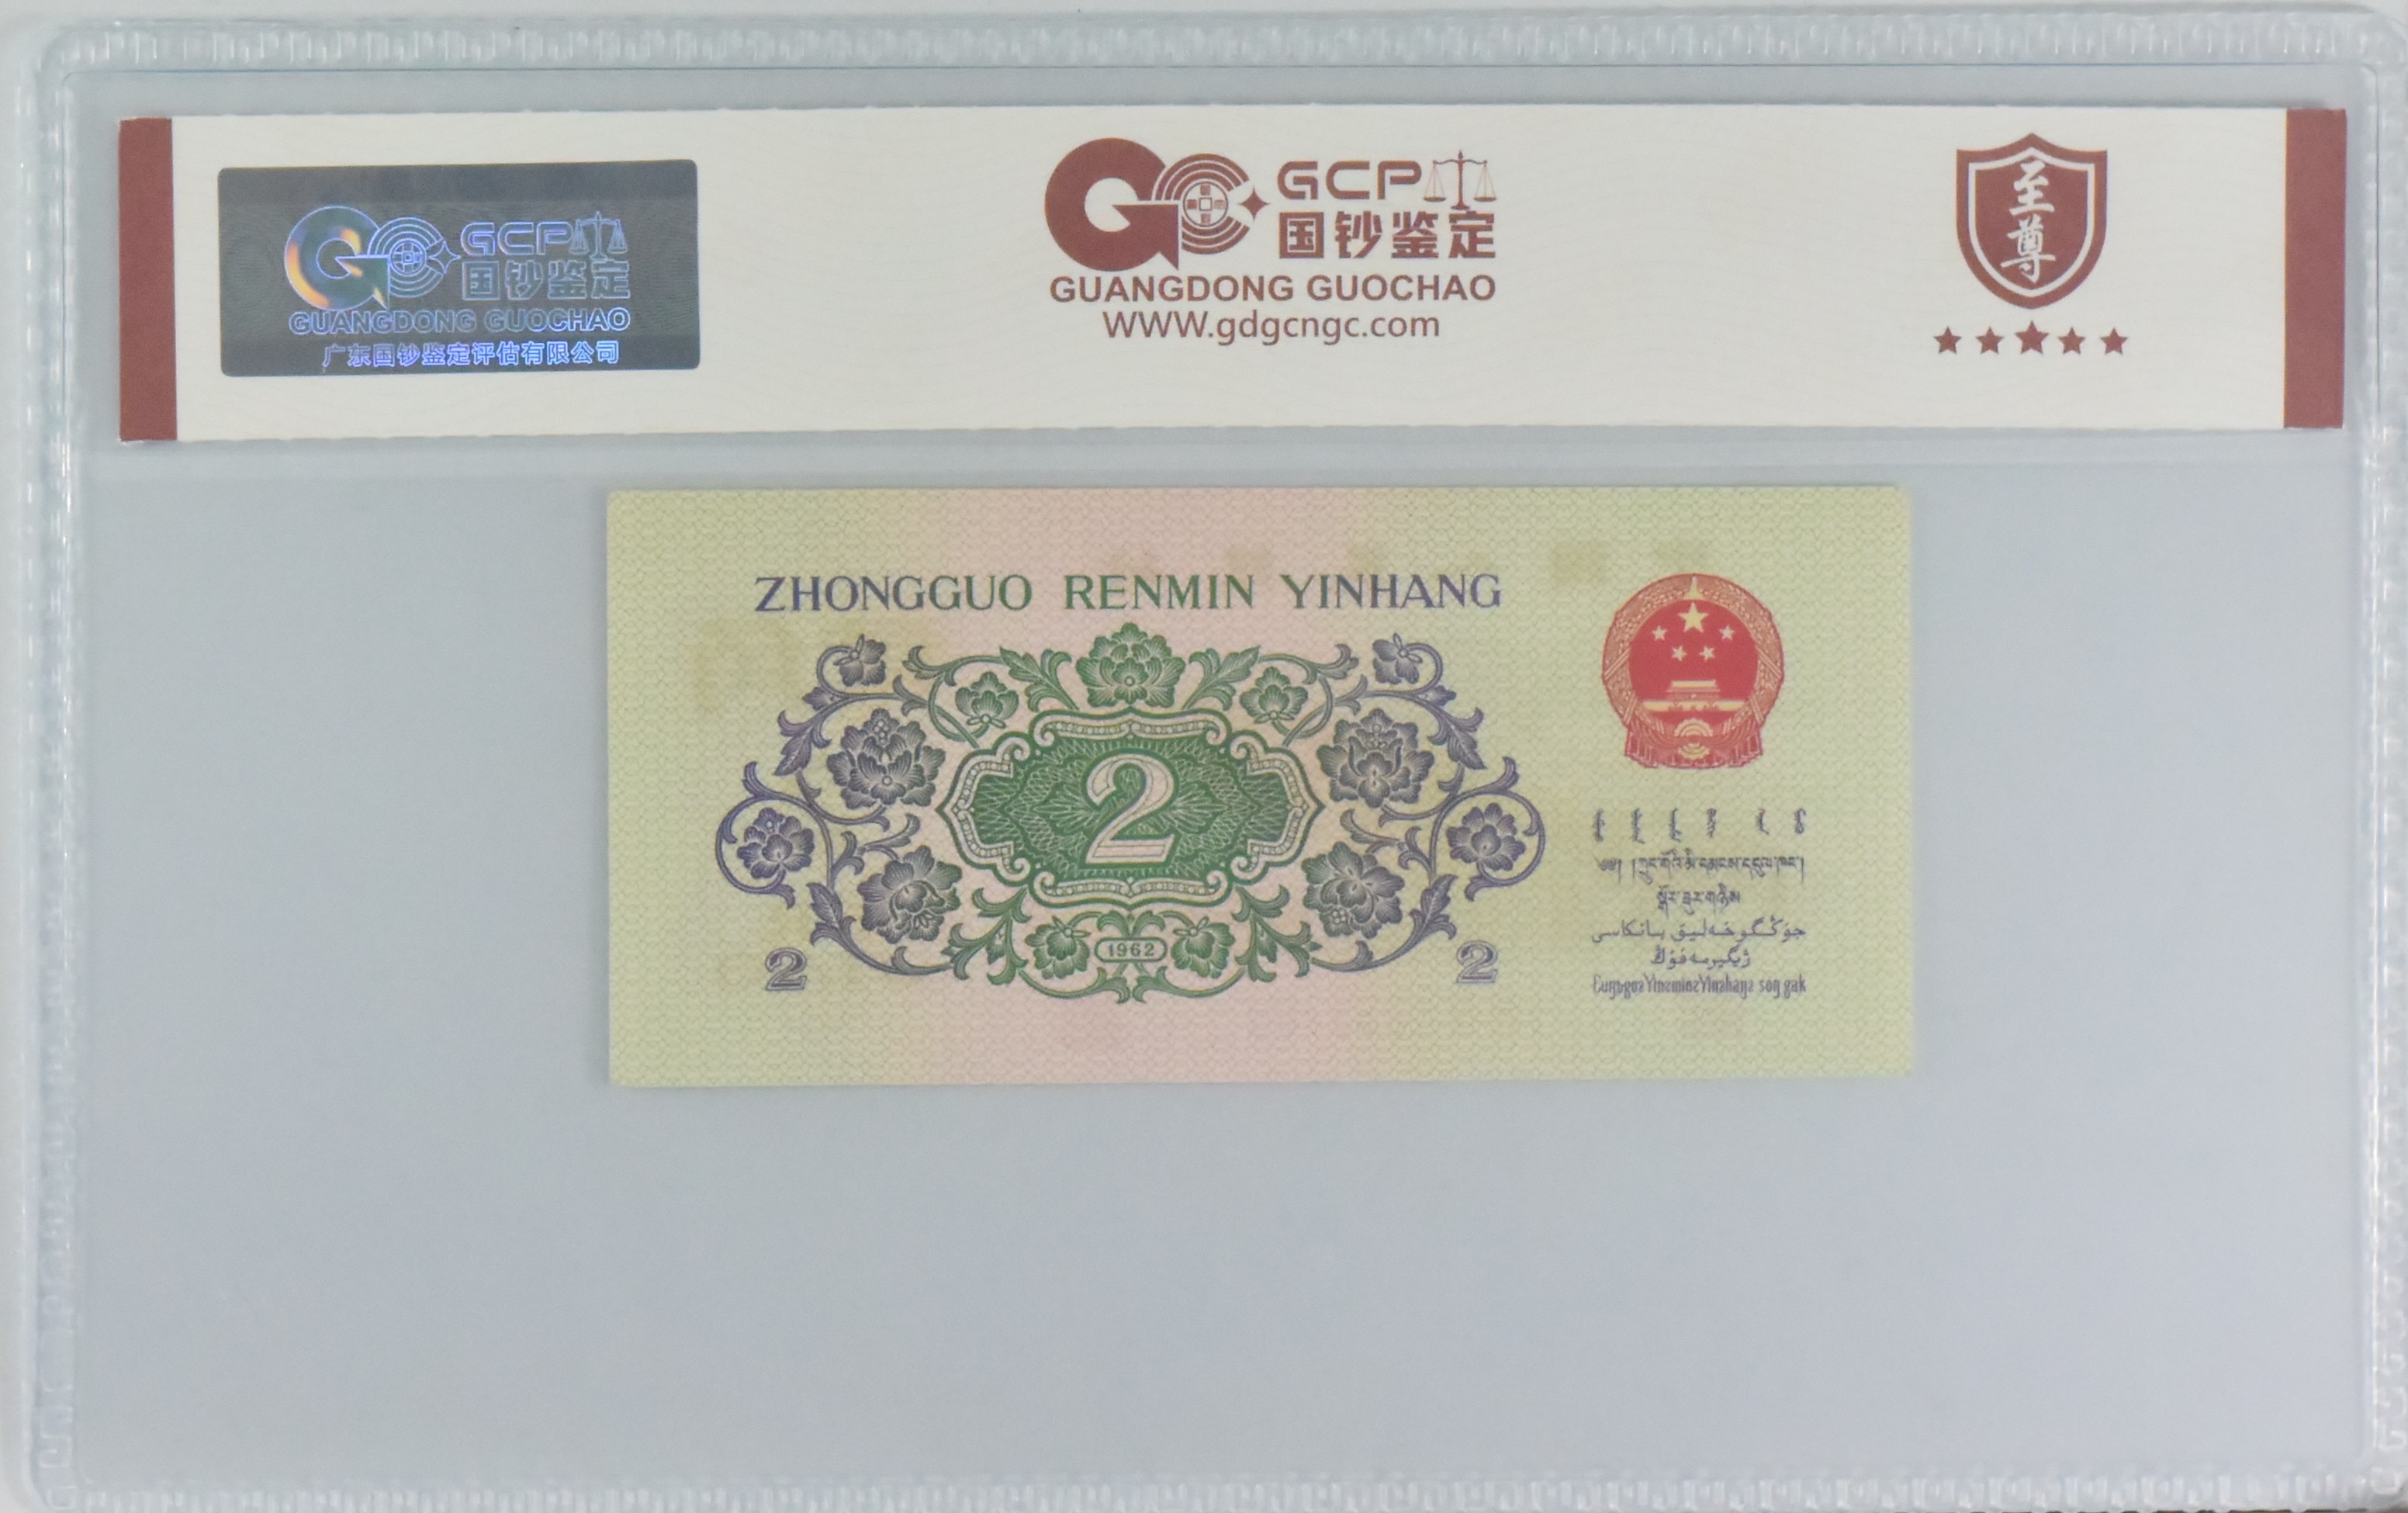 GCP
国钞鉴定
GUANGDONG GUOCHAO
广东国钞鉴定评估有限公司
GCP
国钞鉴定
GUANGDONG GUOCHAO
WWW.gdgcngc.com
至尊
ZHONGGUO RENMIN YINHANG
2
1962
2 2
جۇڭگوخەلىق بانكاسى